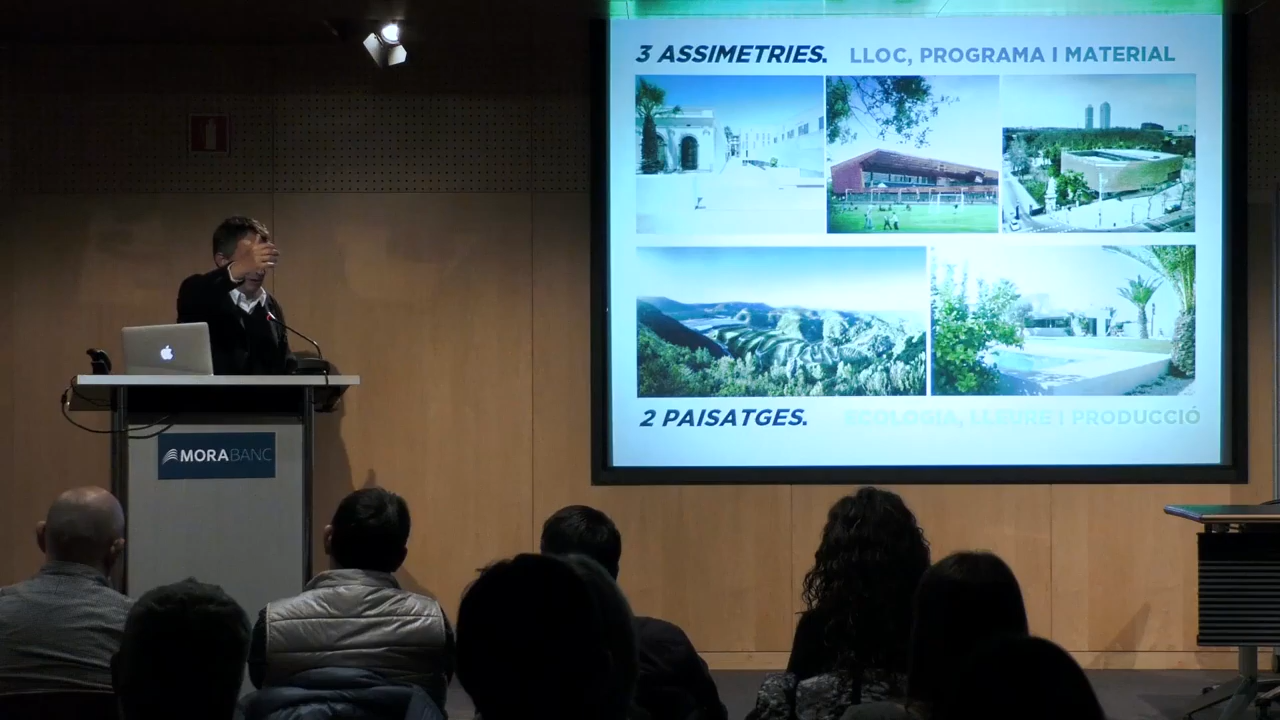 3 ASSIMETRIES. LLOC, PROGRAMA I MATERIAL
2 PAISATGES. ECOLOGIA, LLEURE I PRODUCCIÓ
MORABANC